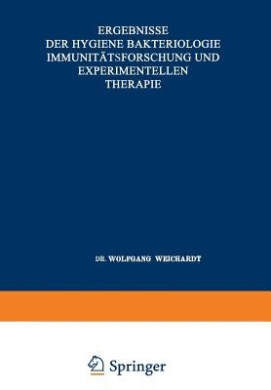 ERGEBNISSE
DER HYGIENE BAKTERIOLOGIE
IMMUNITÄTSFORSCHUNG UND
EXPERIMENTELLEN
THERAPIE
DR. WOLFGANG WEICHARDT
Springer